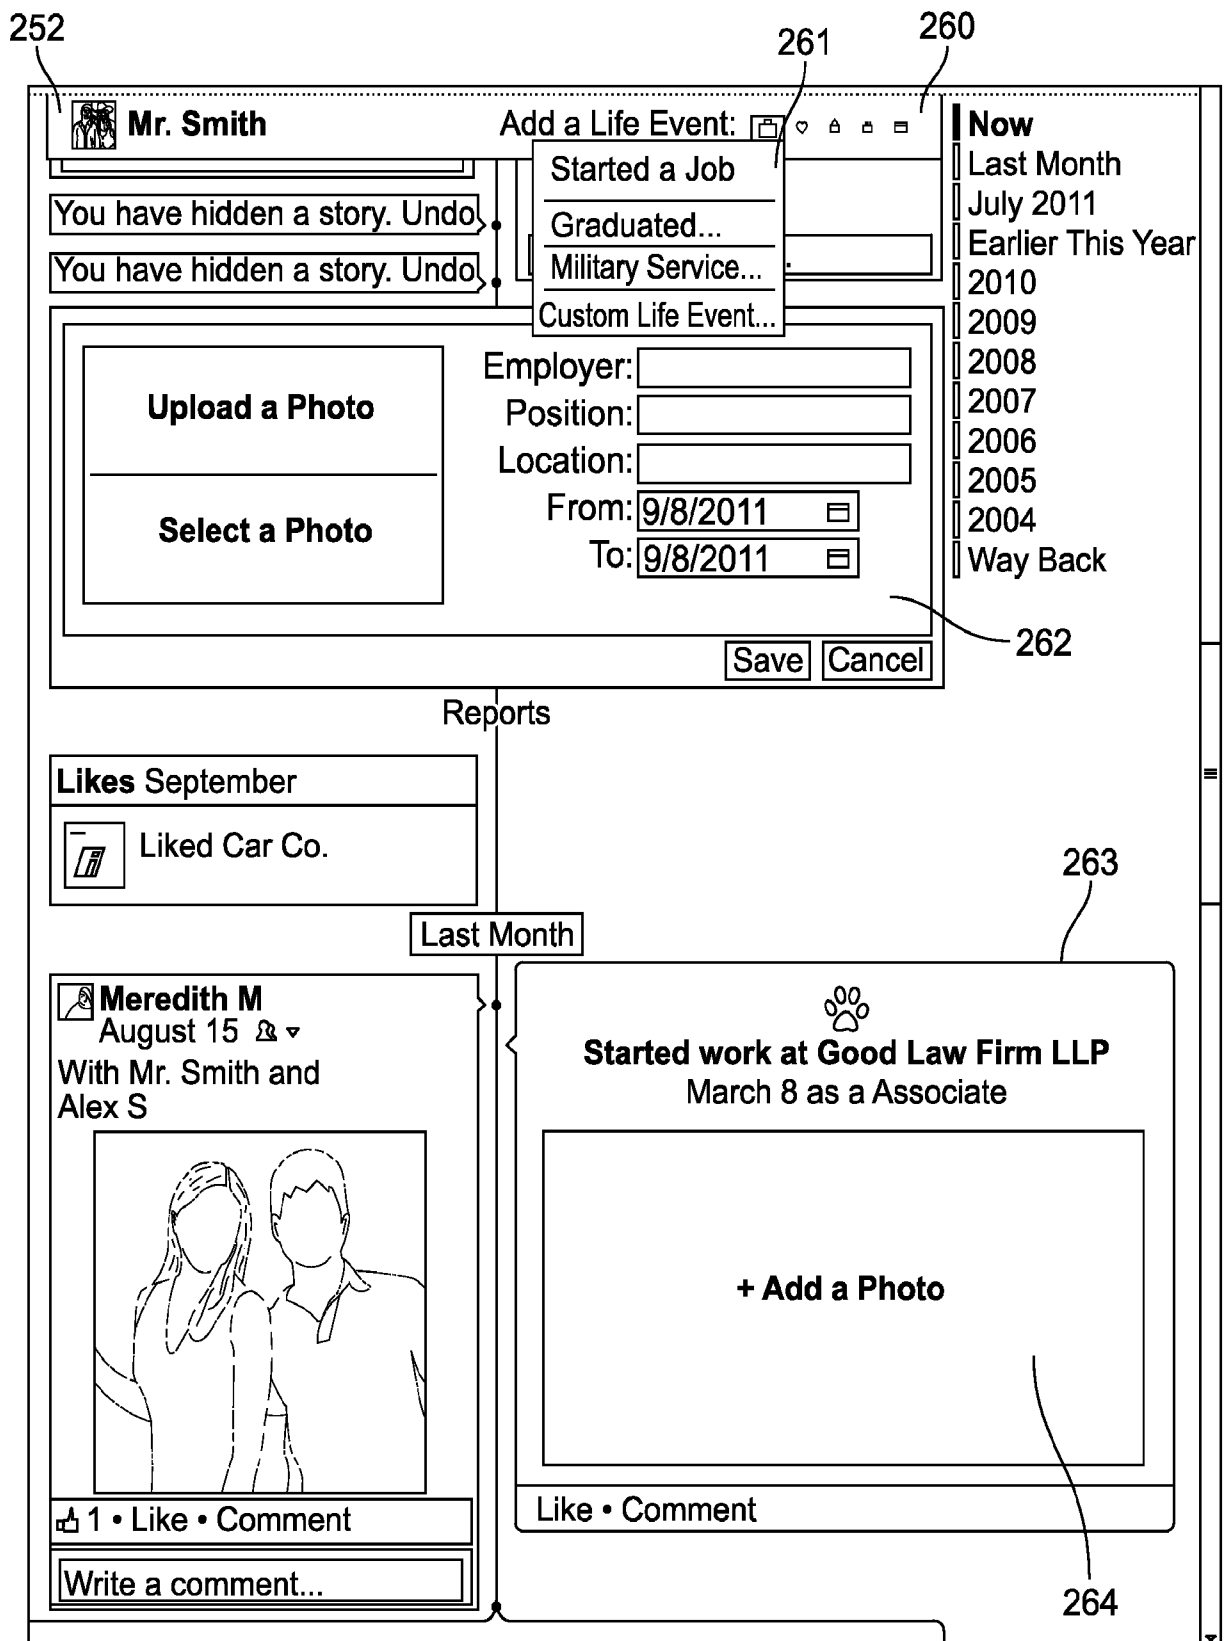 252
261
260
Mr. Smith
Add a Life Event:
Now
Last Month
July 2011
Earlier This Year
2010
2009
2008
2007
2006
2005
2004
Way Back
Started a Job
Graduated...
Military Service...
Custom Life Event...
You have hidden a story. Undo
You have hidden a story. Undo
Upload a Photo
Select a Photo
Employer:
Position:
Location:
From: 9/8/2011
To: 9/8/2011
262
Save Cancel
Reports
Likes September
Liked Car Co.
263
Last Month
Meredith M
August 15
With Mr. Smith and
Alex S
1 • Like • Comment
Write a comment...
Started work at Good Law Firm LLP
March 8 as a Associate
+ Add a Photo
Like • Comment
264